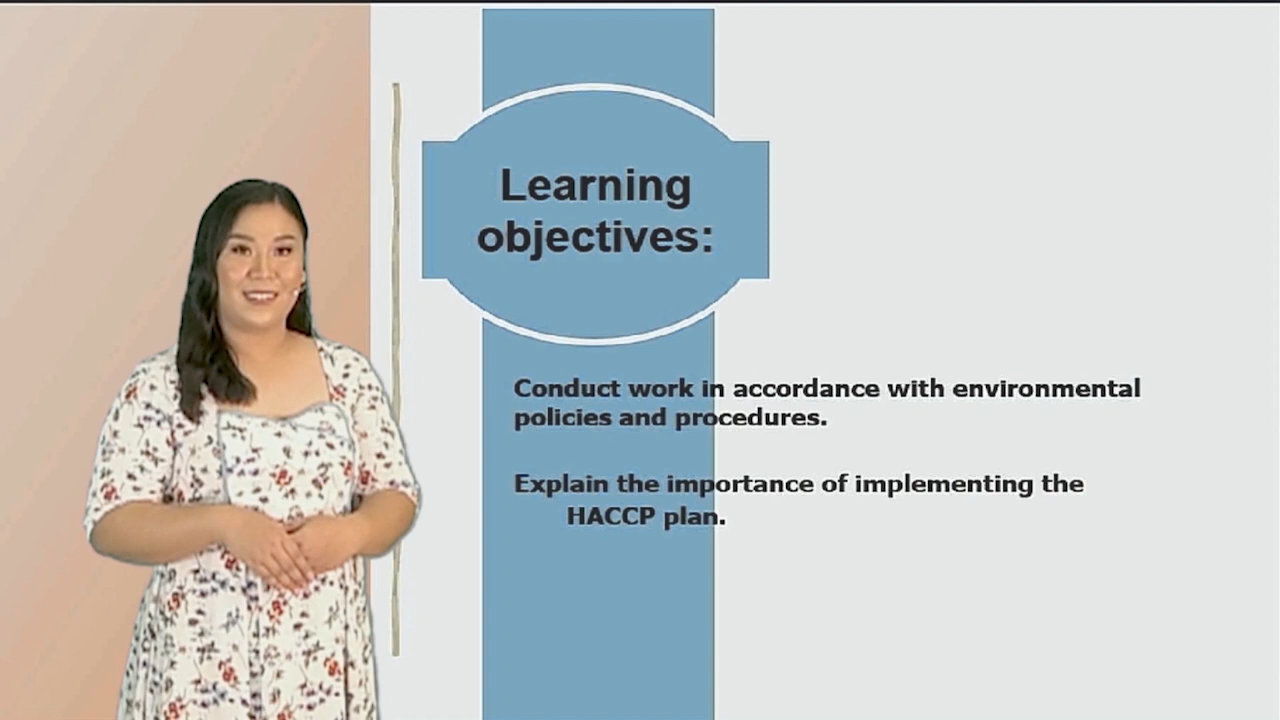 Learning
objectives:
Conduct work in accordance with environmental
policies and procedures.
Explain the importance of implementing the
HACCP plan.